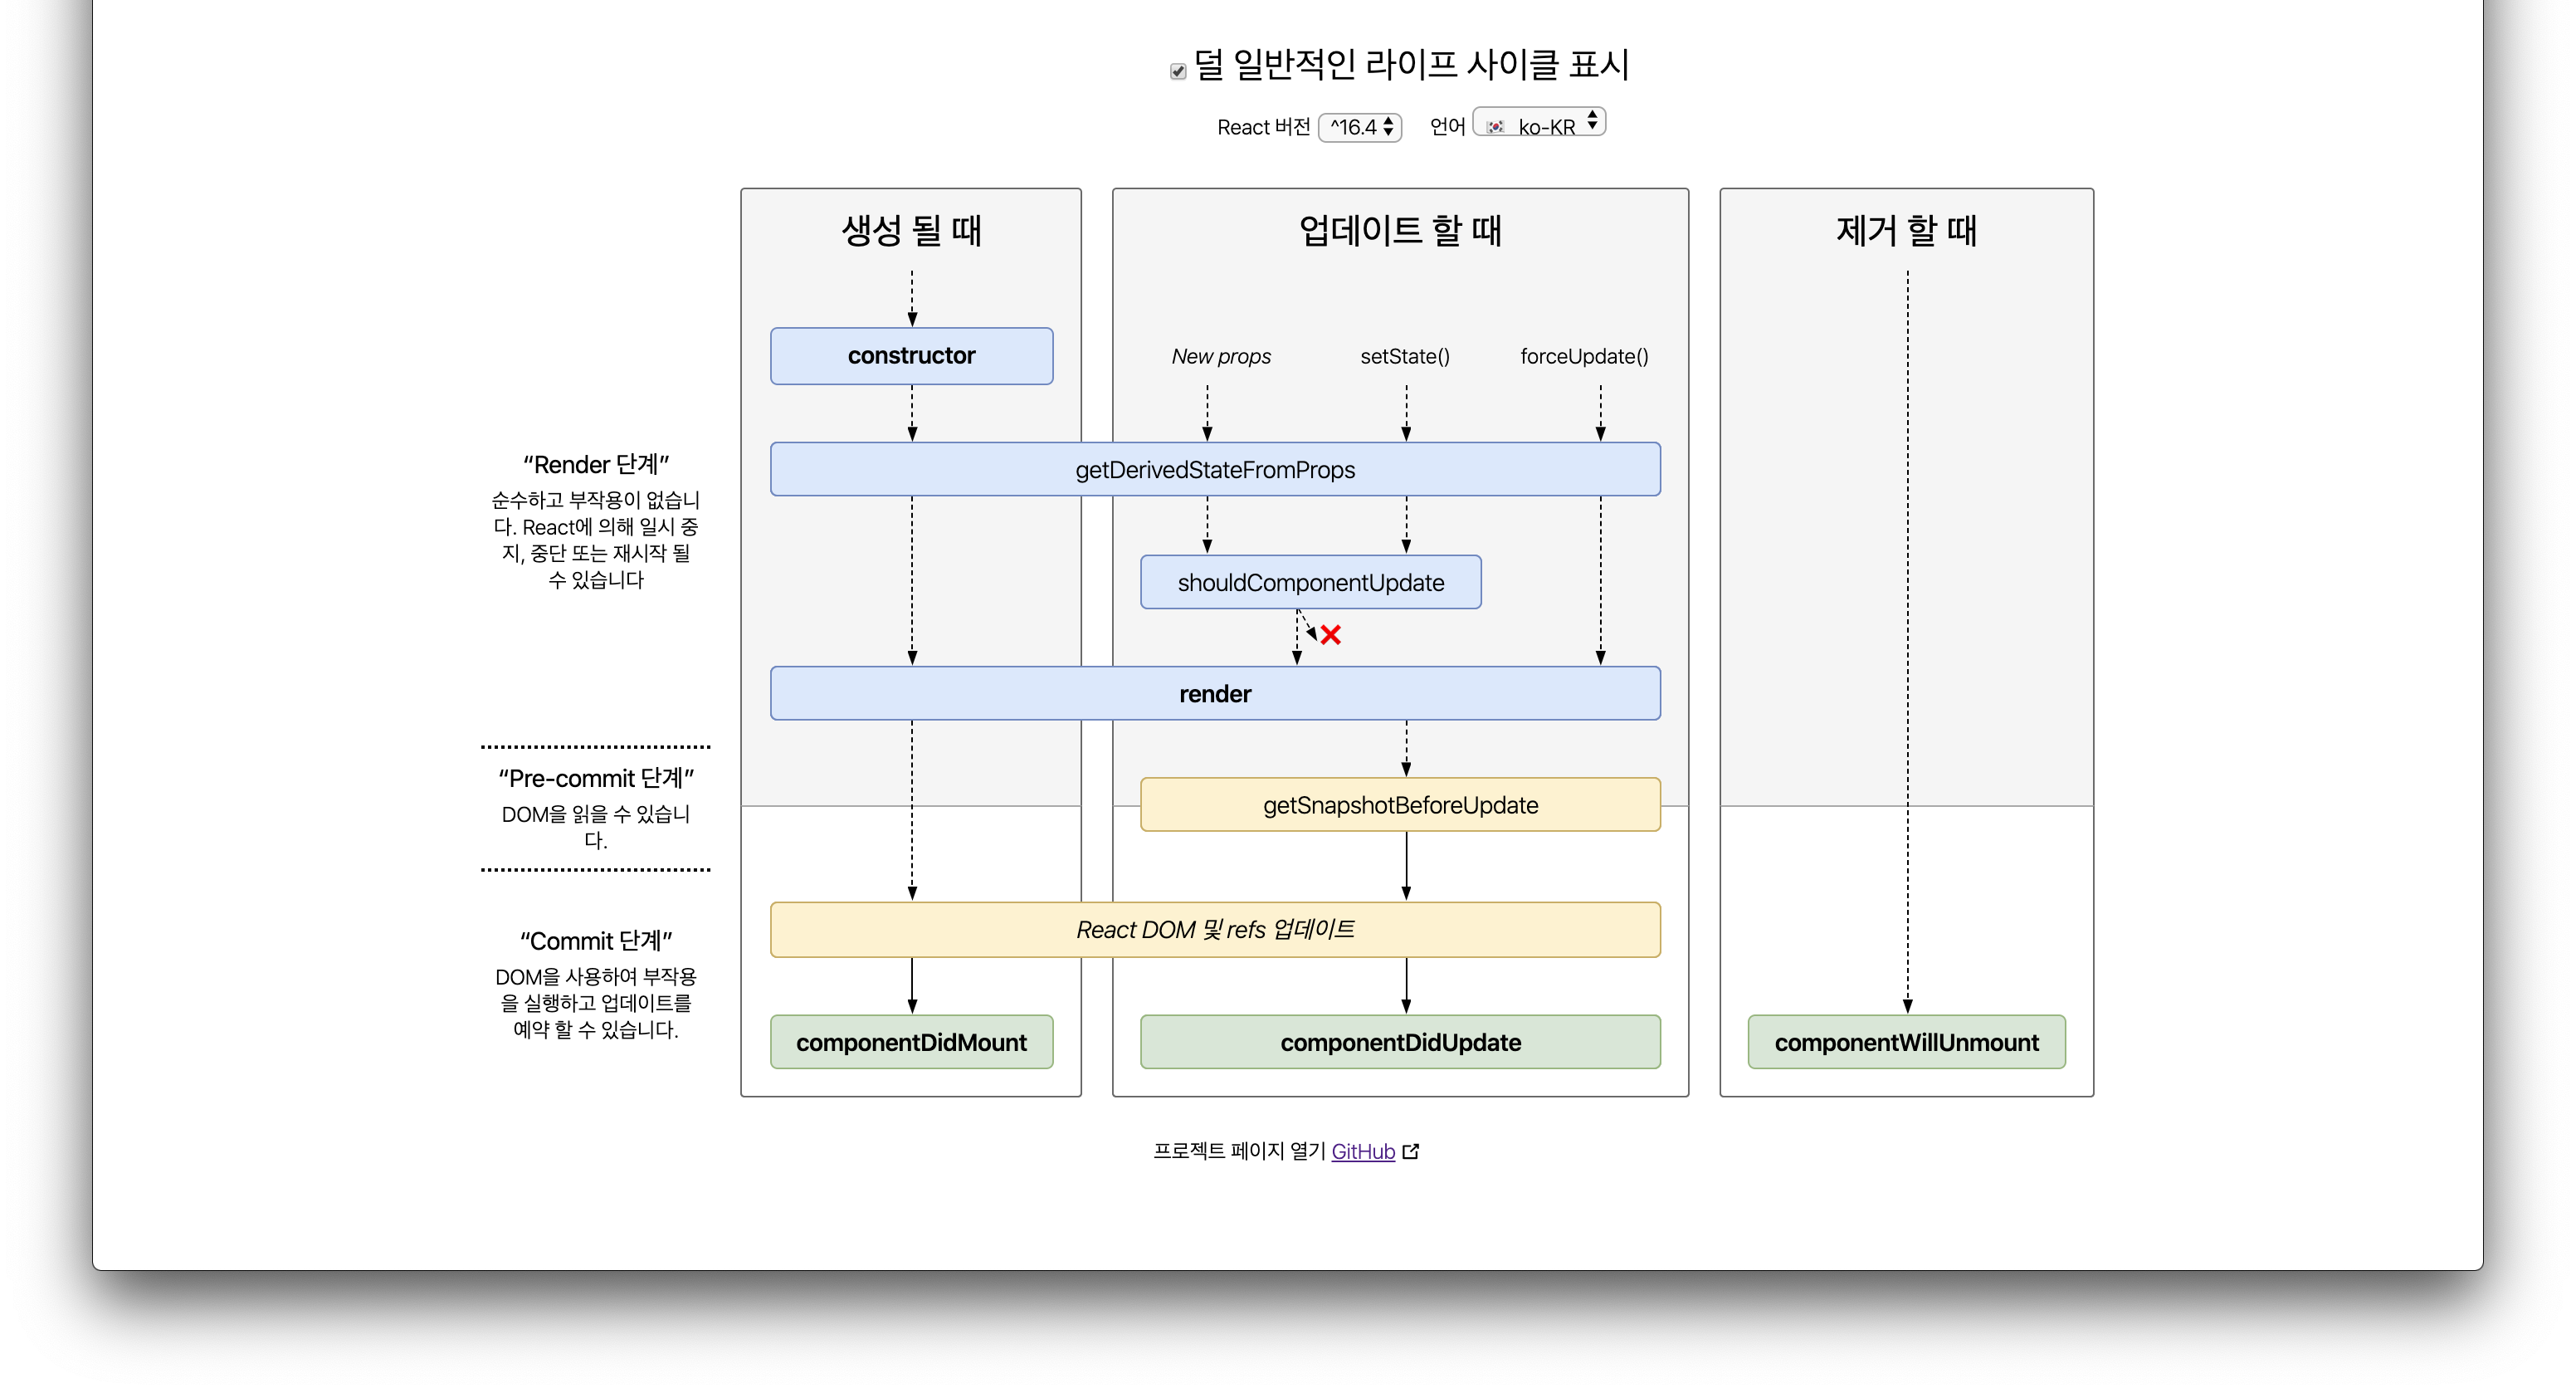 덜 일반적인 라이프 사이클 표시
React 버전 ^16.4 언어 ko-KR
생성 될 때
업데이트 할 때
제거 할 때
constructor
New props
setState()
forceUpdate()
getDerivedStateFromProps
shouldComponentUpdate
render
getSnapshotBeforeUpdate
React DOM 및 refs 업데이트
componentDidMount
componentDidUpdate
componentWillUnmount
“Render 단계”
순수하고 부작용이 없습니
다. React에 의해 일시 중
지, 중단 또는 재시작 될
수 있습니다
“Pre-commit 단계”
DOM을 읽을 수 있습니
다.
“Commit 단계”
DOM을 사용하여 부작용
을 실행하고 업데이트를
예약 할 수 있습니다.
프로젝트 페이지 열기 GitHub